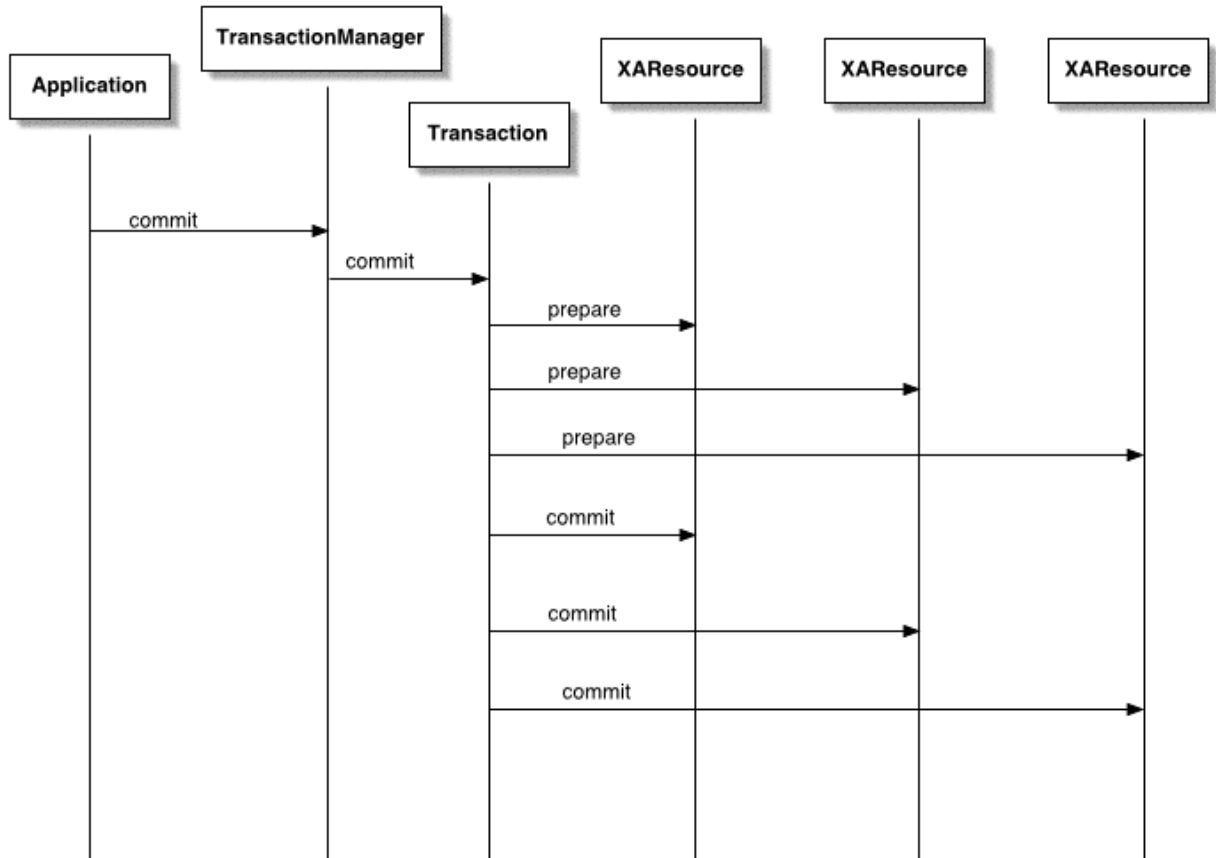 TransactionManager
Application
XAResource
XAResource
XAResource
Transaction
commit
commit
prepare
prepare
prepare
commit
commit
commit